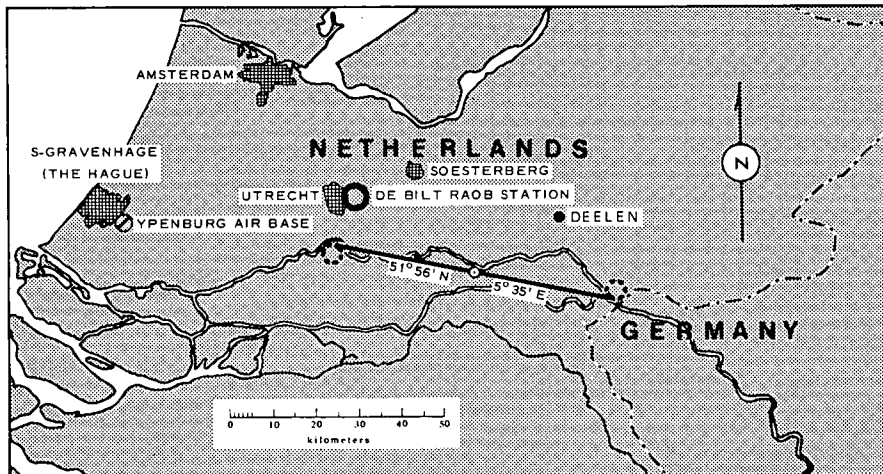 AMSTERDAM
NETHERLANDS
N
S-GRAVENHAGE
(THE HAGUE)
SOESTERBERG
UTRECHT
DE BILT RAOB STATION
DEELEN
YPENBURG AIR BASE
51° 56' N
5° 35' E
GERMANY
0 10 20 30 40 50
kilometers